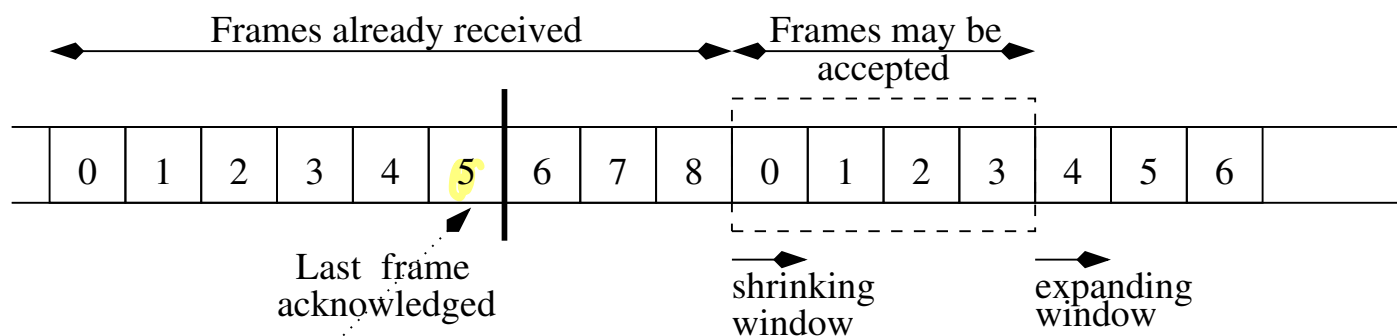 Frames already received
Frames may be
accepted
0 1 2 3 4 5 6 7 8 0 1 2 3 4 5 6
Last frame
acknowledged
shrinking
window
expanding
window